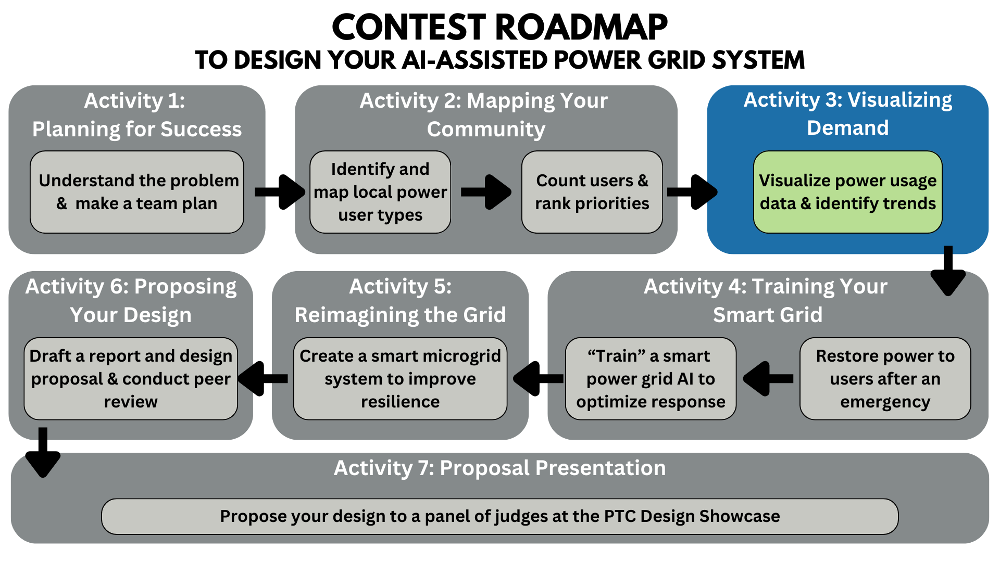 CONTEST ROADMAP
TO DESIGN YOUR AI-ASSISTED POWER GRID SYSTEM
Activity 1:
Planning for Success
Understand the problem
& make a team plan
Activity 2: Mapping Your
Community
Identify and
map local power
user types
Count users &
rank priorities
Activity 3: Visualizing
Demand
Visualize power usage
data & identify trends
Activity 4: Training Your
Smart Grid
Restore power to
users after an
emergency
“Train” a smart
power grid AI to
optimize response
Activity 5:
Reimagining the Grid
Create a smart microgrid
system to improve
resilience
Activity 6: Proposing
Your Design
Draft a report and design
proposal & conduct peer
review
Activity 7: Proposal Presentation
Propose your design to a panel of judges at the PTC Design Showcase